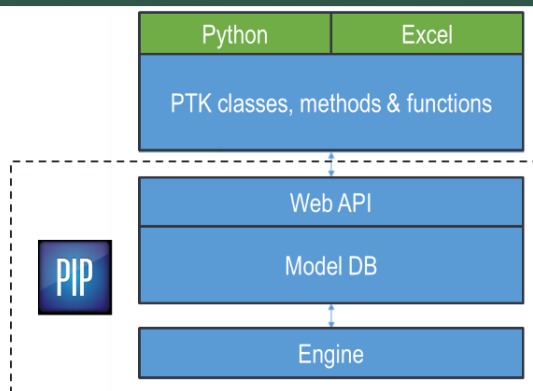 Python Excel
PTK classes, methods & functions
Web API
PIP
Model DB
Engine